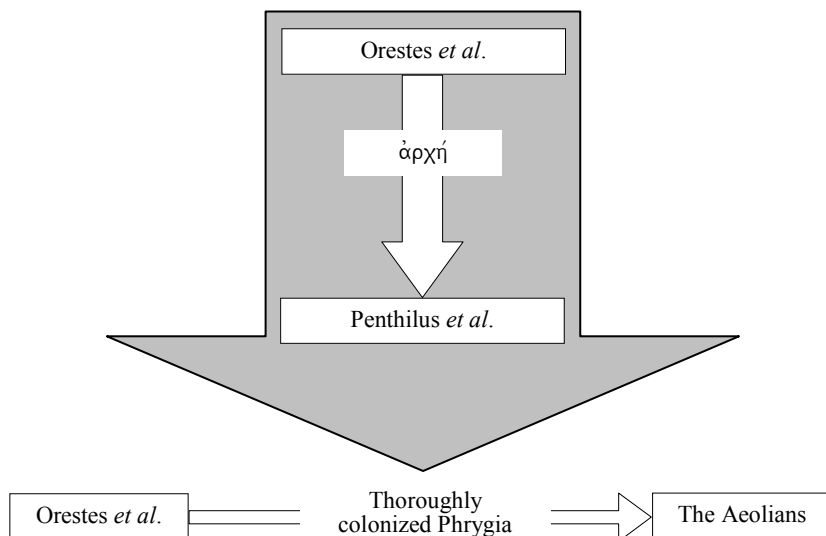 Orestes et al.
ἀρχή
Penthilus et al.
Orestes et al.
Thoroughly
colonized Phrygia
The Aeolians